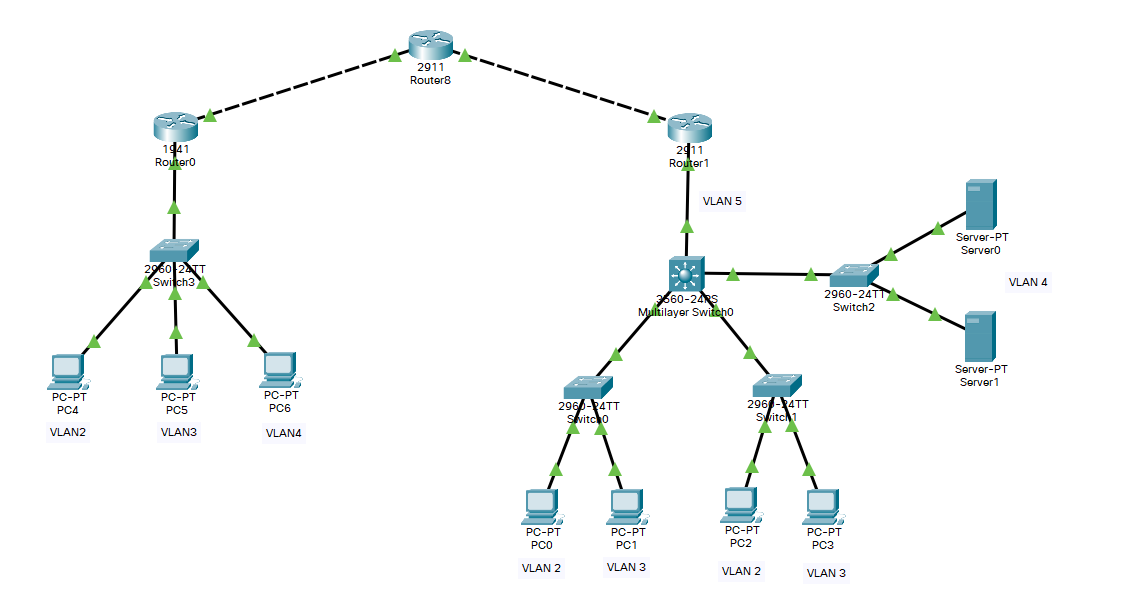 2911
Router8
1941
Router0
2911
Router1
VLAN 5
Server-PT
Server0
2960-24TT
Switch3
3560-24PS
Multilayer Switch0
2960-24TT
Switch2
VLAN 4
Server-PT
Server1
PC-PT
PC4
PC-PT
PC5
PC-PT
PC6
VLAN2
VLAN3
VLAN4
2960-24TT
Switch0
2960-24TT
Switch1
PC-PT
PC0
PC-PT
PC1
PC-PT
PC2
PC-PT
PC3
VLAN 2
VLAN 3
VLAN 2
VLAN 3